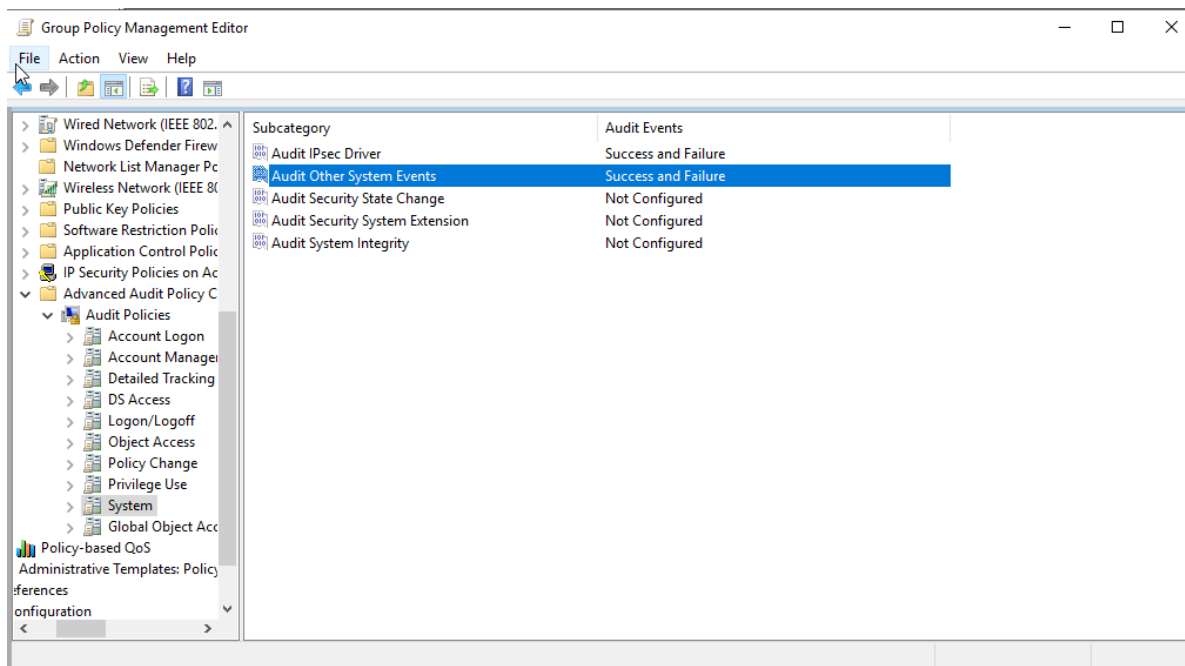 Group Policy Management Editor
File Action View Help
Wired Network (IEEE 802.
Windows Defender Firew
Network List Manager Pc
Wireless Network (IEEE 80
Public Key Policies
Software Restriction Polic
Application Control Polic
IP Security Policies on Ac
Advanced Audit Policy C
Audit Policies
Account Logon
Account Manager
Detailed Tracking
DS Access
Logon/Logoff
Object Access
Policy Change
Privilege Use
System
Global Object Acc
Policy-based QoS
Administrative Templates: Policy
eferences
onfiguration
Subcategory Audit Events
Audit IPsec Driver Success and Failure
Audit Other System Events Success and Failure
Audit Security State Change Not Configured
Audit Security System Extension Not Configured
Audit System Integrity Not Configured